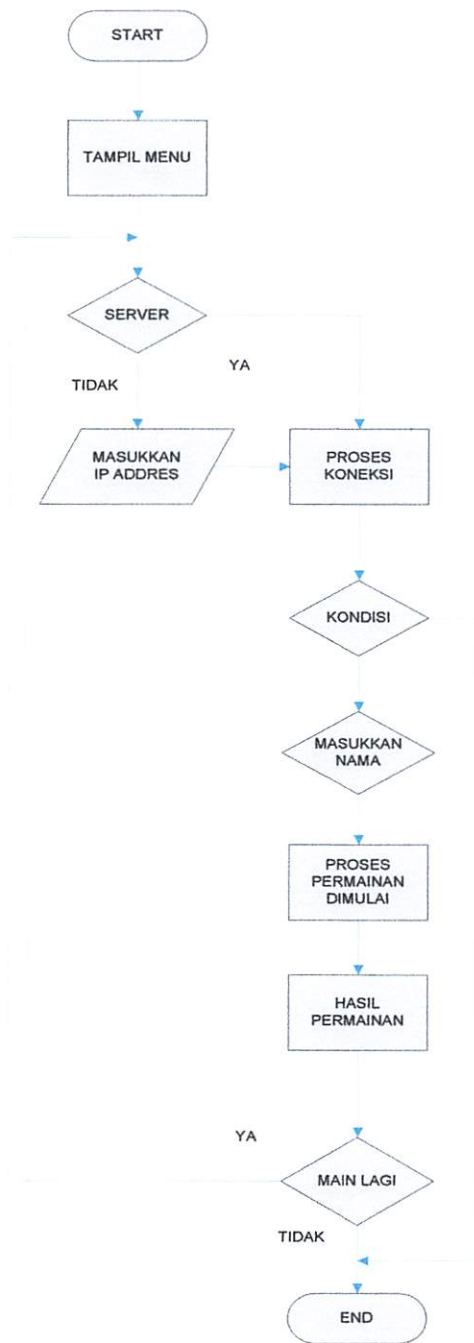 START
TAMPIL MENU
SERVER
YA
TIDAK
MASUKKAN
IP ADDRES
PROSES
KONEKSI
KONDISI
MASUKKAN
NAMA
PROSES
PERMAINAN
DIMULAI
HASIL
PERMAINAN
YA
MAIN LAGI
TIDAK
END